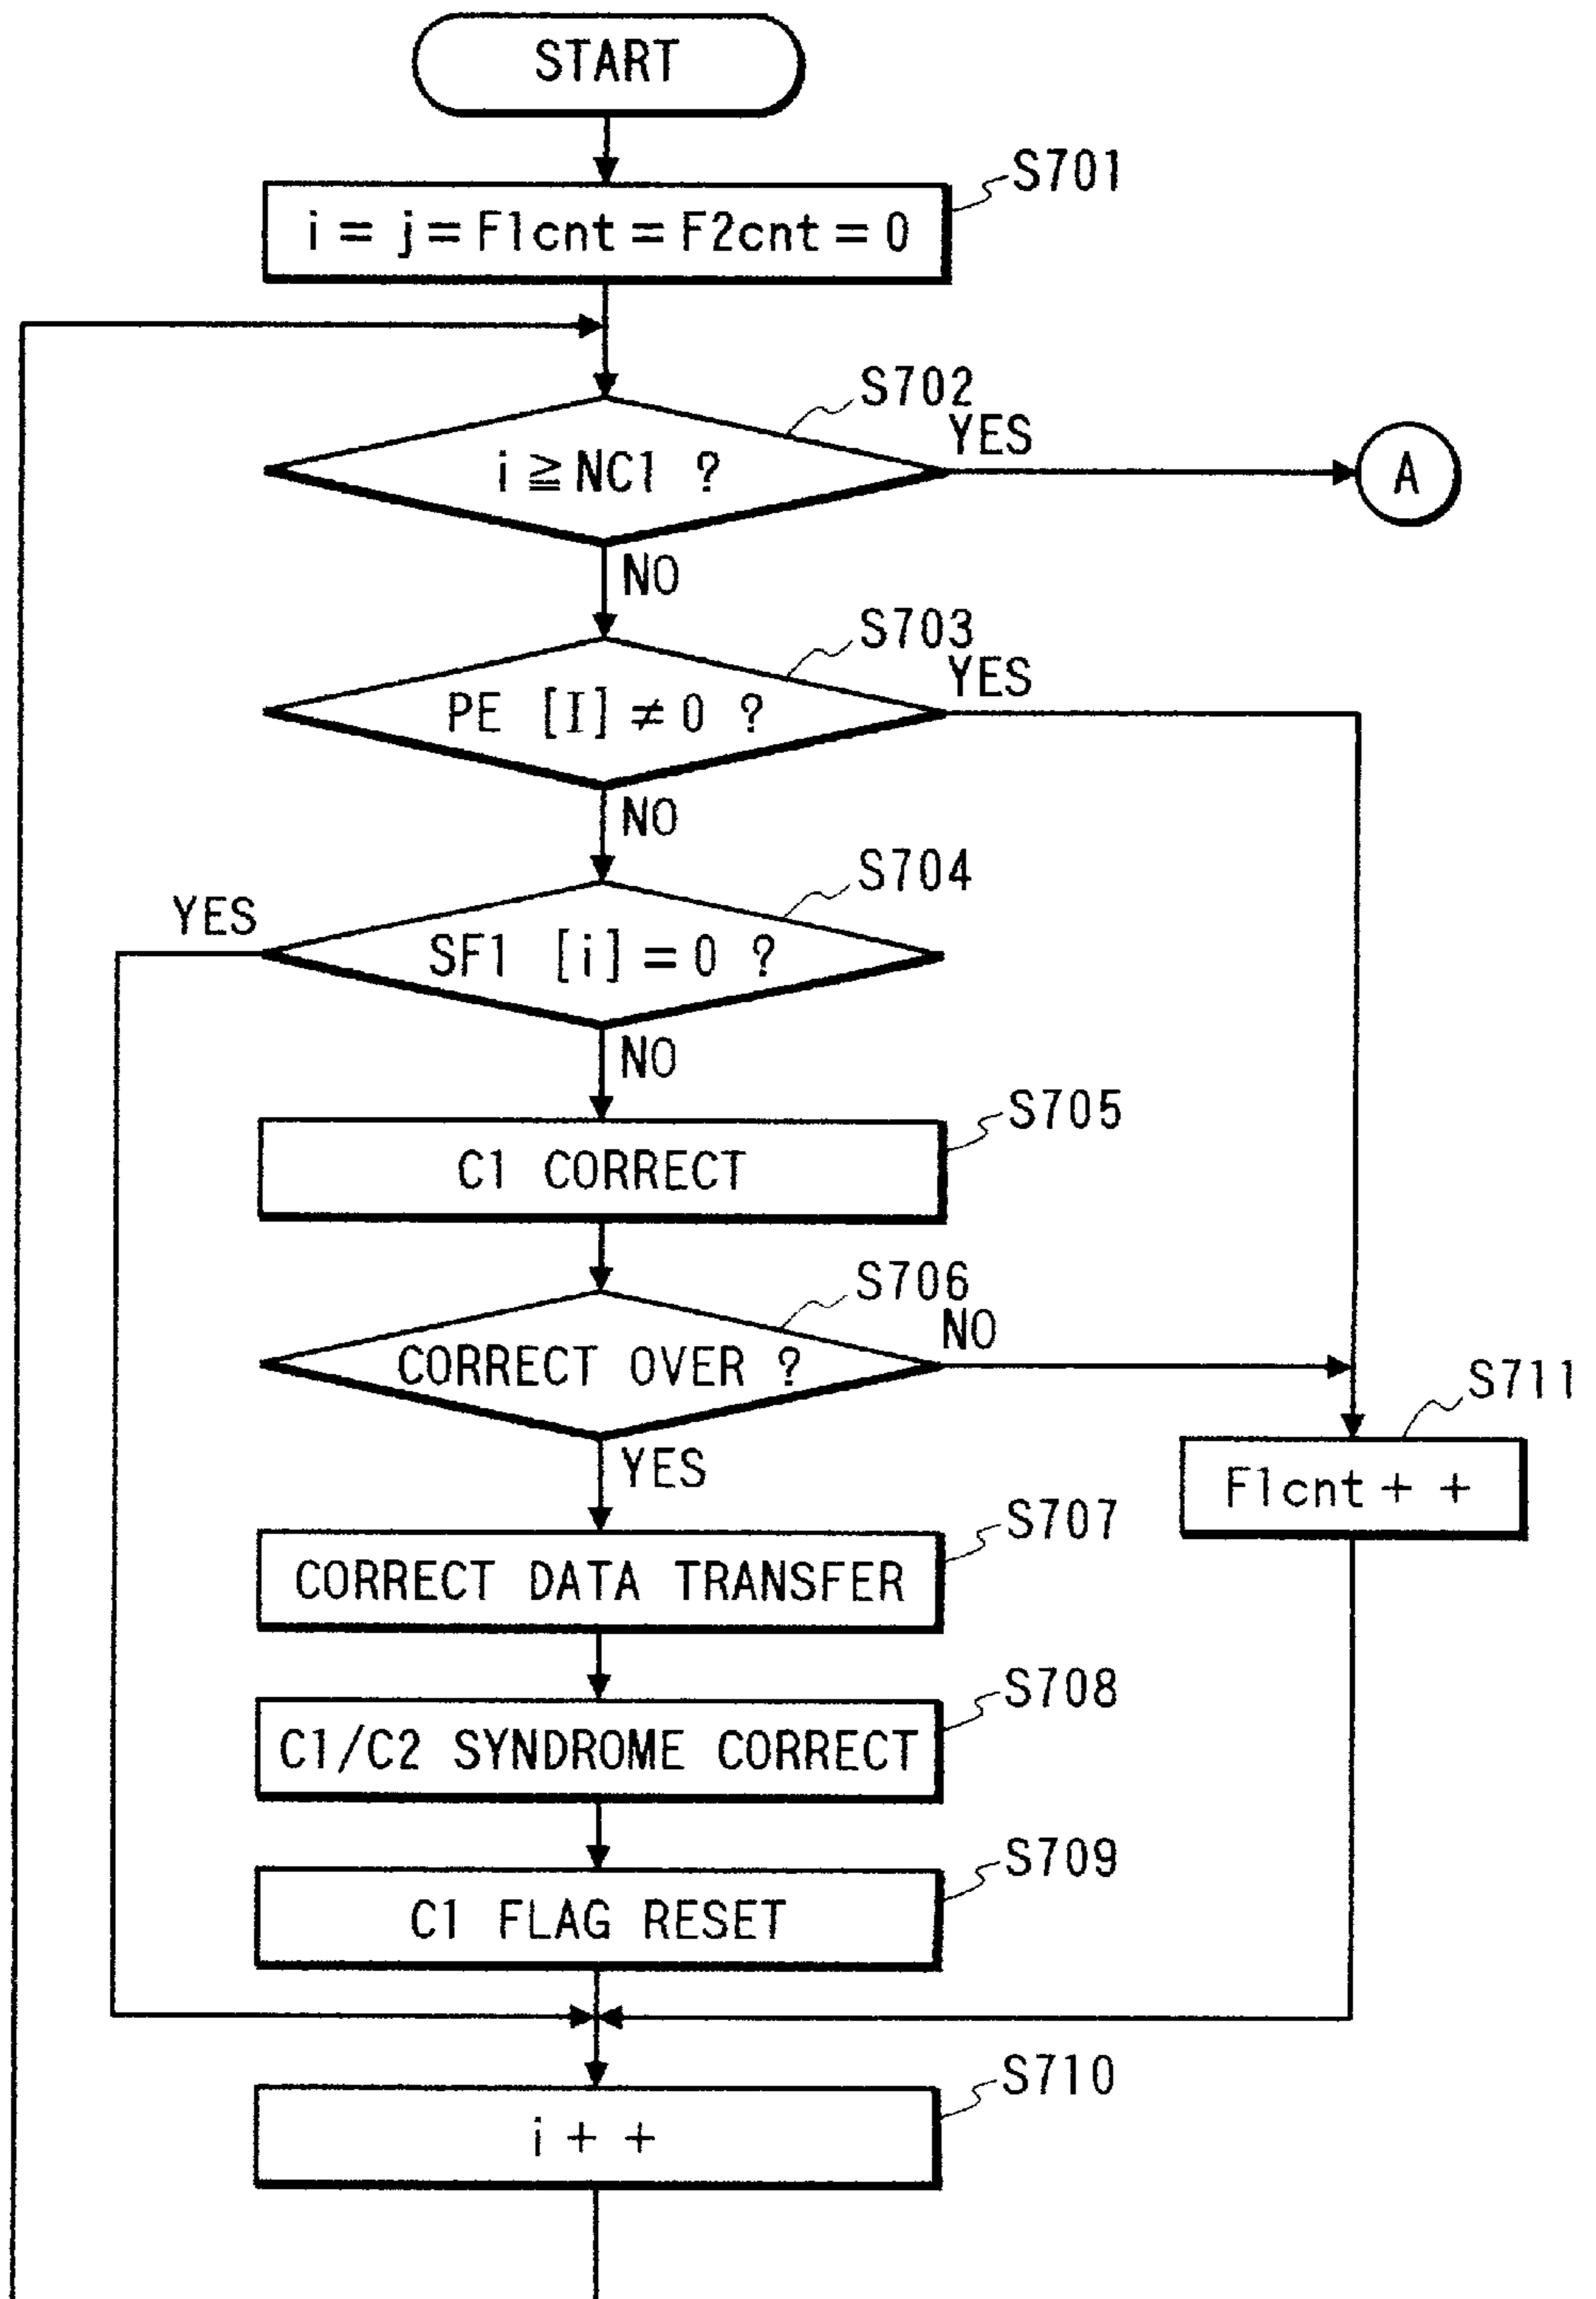 START
S701
i = j = F1cnt = F2cnt = 0
S702
YES
i ≧ NC1 ?
A
NO
S703
YES
PE [I] ≠ 0 ?
NO
S704
YES
SF1 [i] = 0 ?
NO
S705
C1 CORRECT
S706
NO
CORRECT OVER ?
S711
YES
F1cnt + +
S707
CORRECT DATA TRANSFER
S708
C1/C2 SYNDROME CORRECT
S709
C1 FLAG RESET
S710
i + +